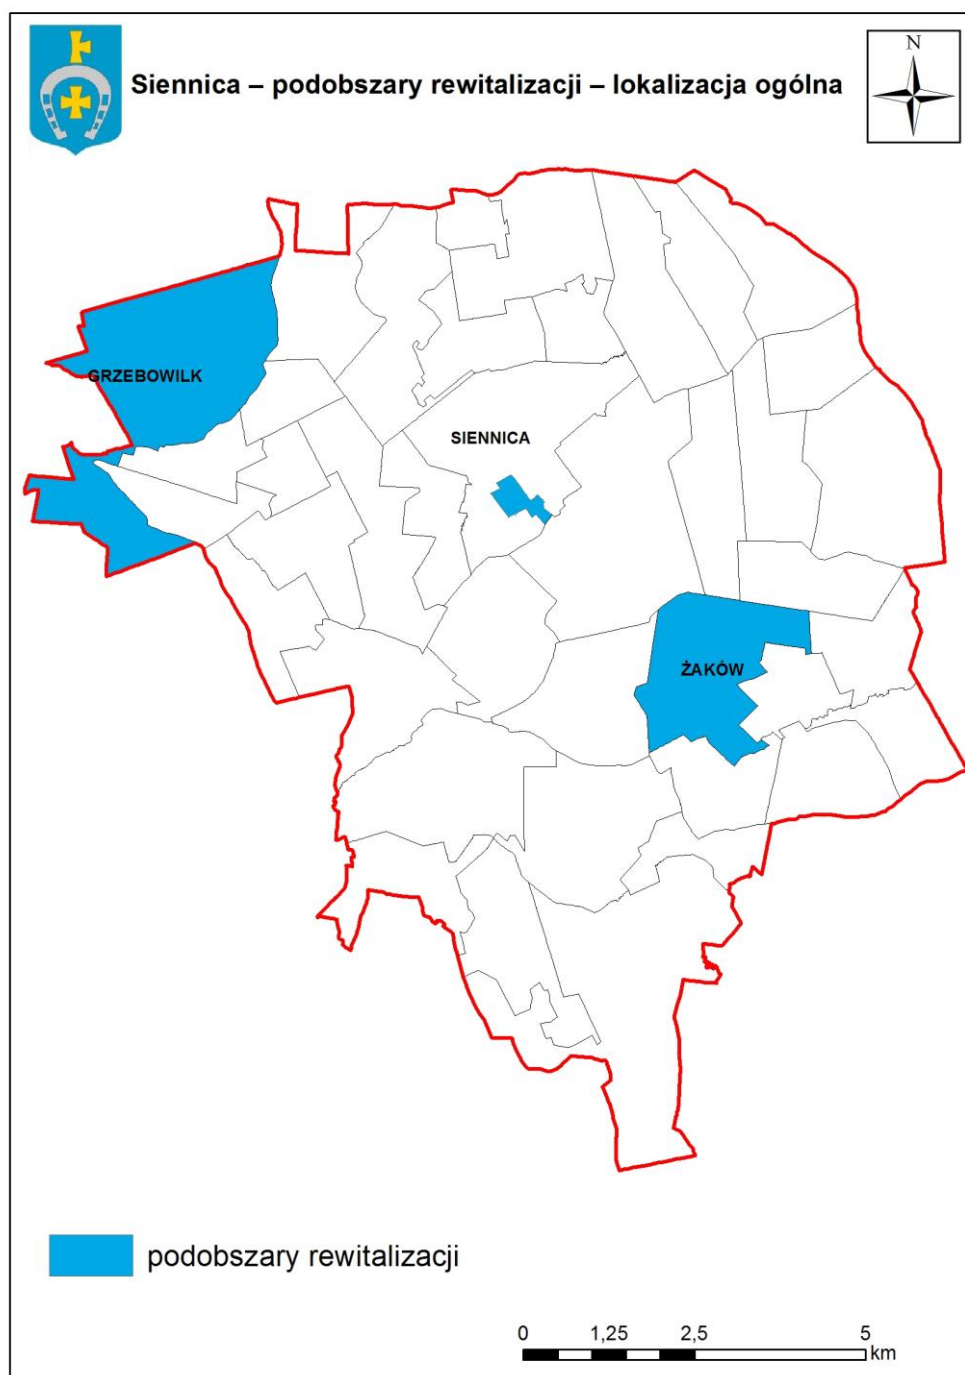 Siennica – podobszary rewitalizacji – lokalizacja ogólna
N
GRZEBOWILK
SIENNICA
ŻAKÓW
podobszary rewitalizacji
0 1,25 2,5 5
km